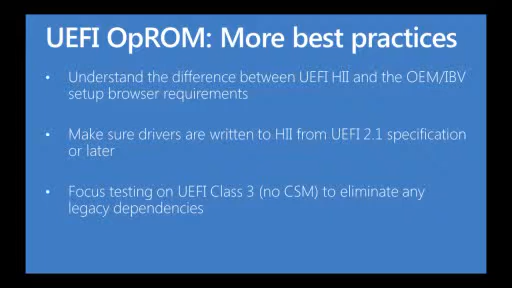 UEFI OpROM: More best practices
• Understand the difference between UEFI HII and the OEM/IBV
setup browser requirements
• Make sure drivers are written to HII from UEFI 2.1 specification
or later
• Focus testing on UEFI Class 3 (no CSM) to eliminate any
legacy dependencies